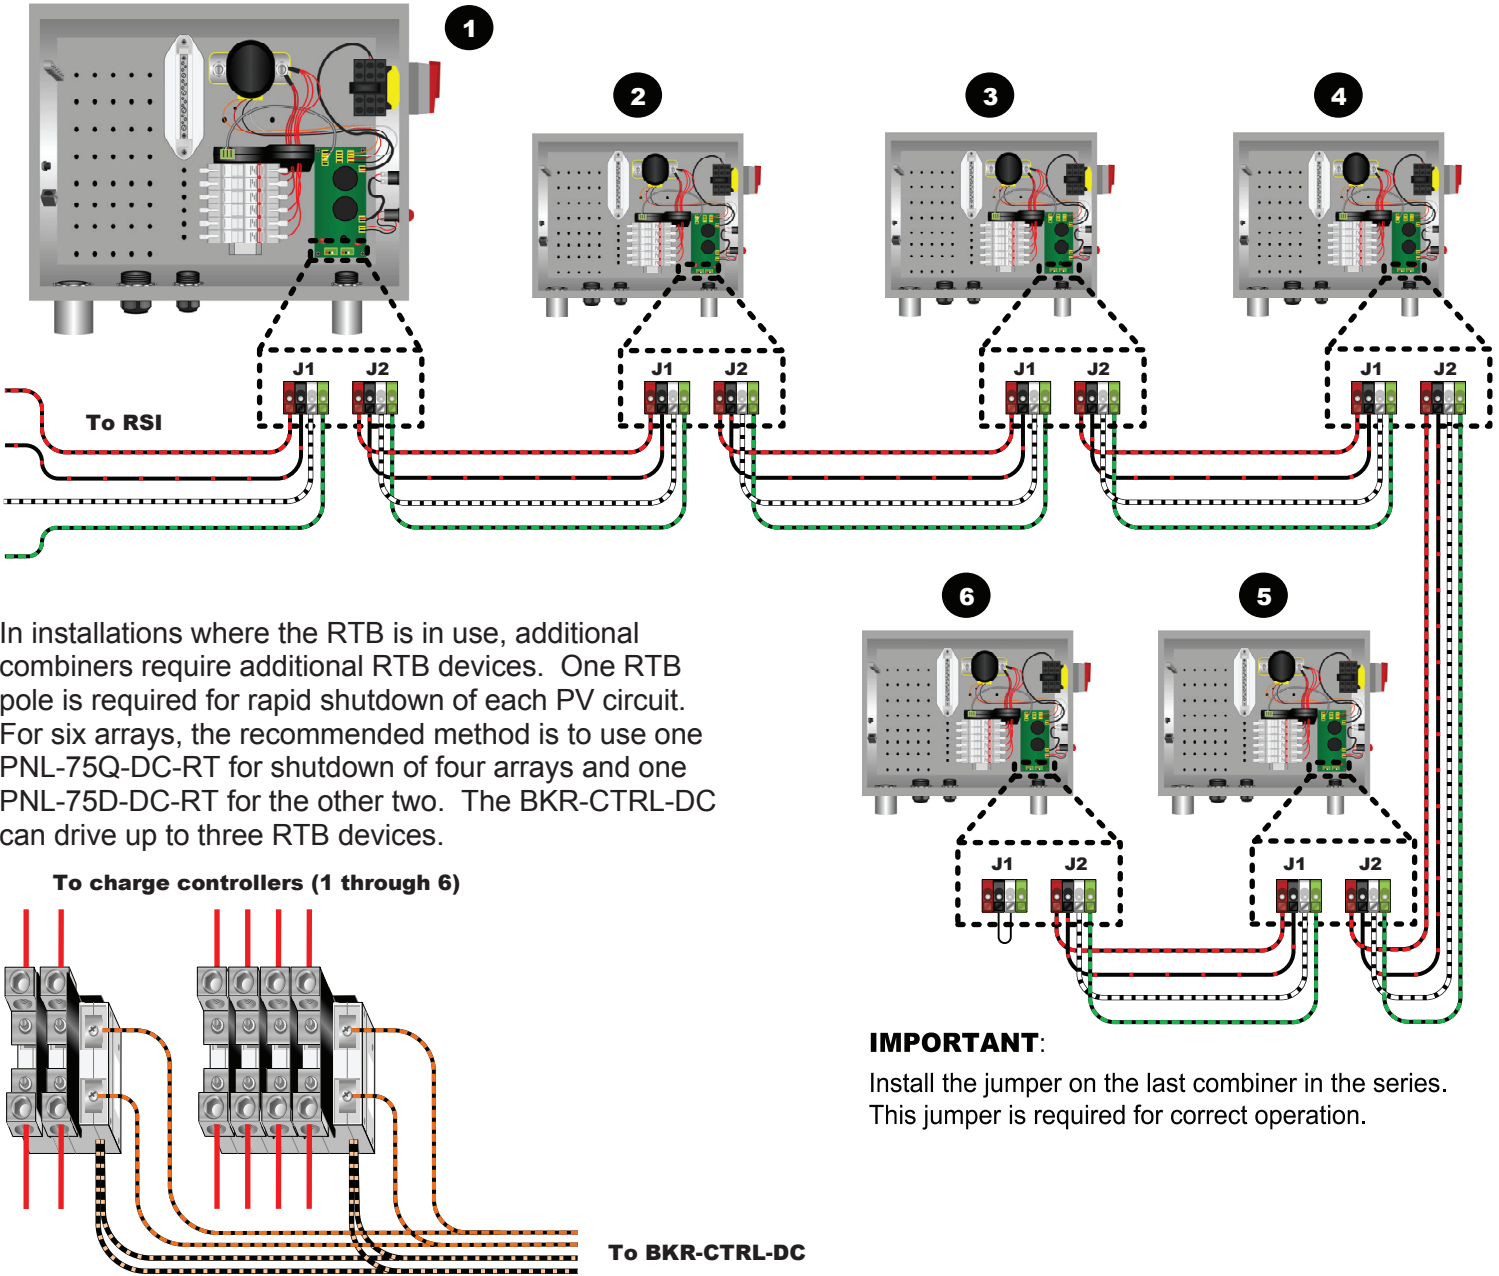 1
2
3
4
J1 J2
J1 J2
J1 J2
J1 J2
To RSI
6
5
In installations where the RTB is in use, additional
combiners require additional RTB devices. One RTB
pole is required for rapid shutdown of each PV circuit.
For six arrays, the recommended method is to use one
PNL-75Q-DC-RT for shutdown of four arrays and one
PNL-75D-DC-RT for the other two. The BKR-CTRL-DC
can drive up to three RTB devices.
J1 J2
J1 J2
To charge controllers (1 through 6)
IMPORTANT:
Install the jumper on the last combiner in the series.
This jumper is required for correct operation.
To BKR-CTRL-DC